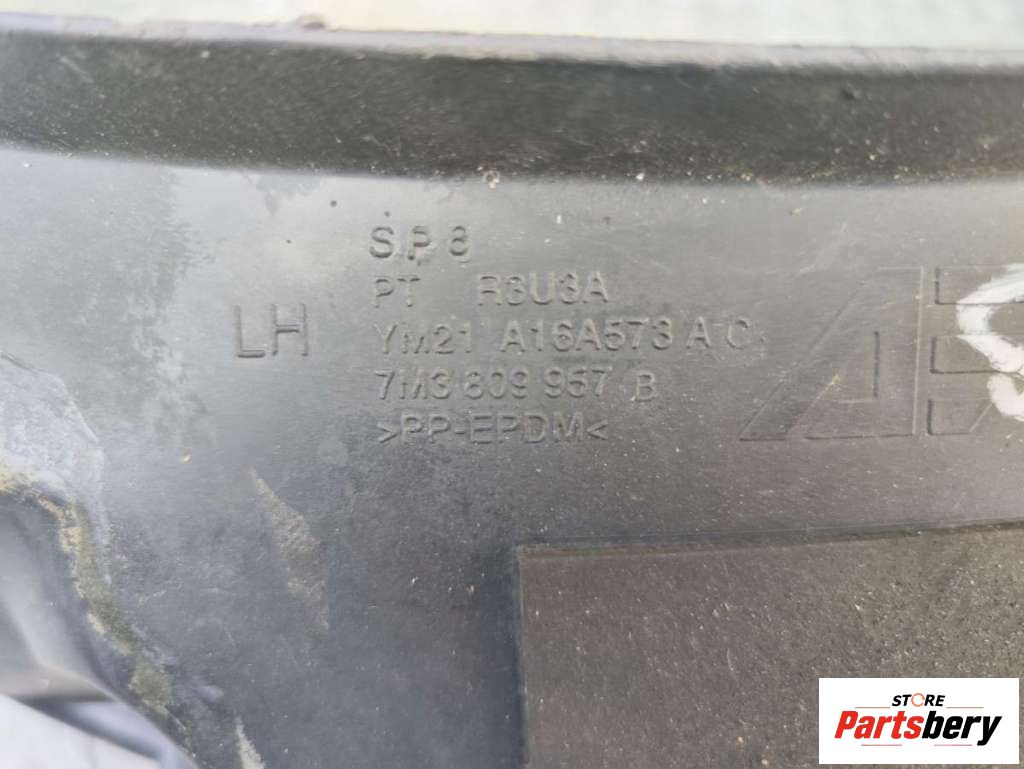 S.P 8
PT R3U3A
LH
YM21 A16A573 A C
7M3 809 957 B
>PP-EPDM<
STORE
Partsbery